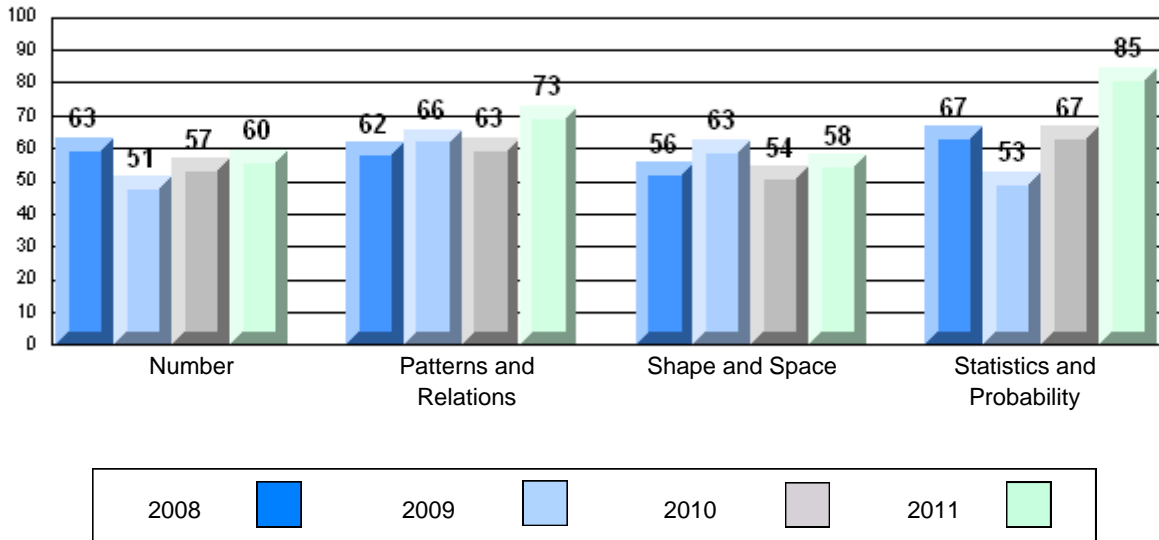 100
90
80
70
60
50
40
30
20
10
0
63 51 57 60
62 66 63 73
56 63 54 58
67 53 67 85
Number
Patterns and
Relations
Shape and Space
Statistics and
Probability
2008 2009 2010 2011